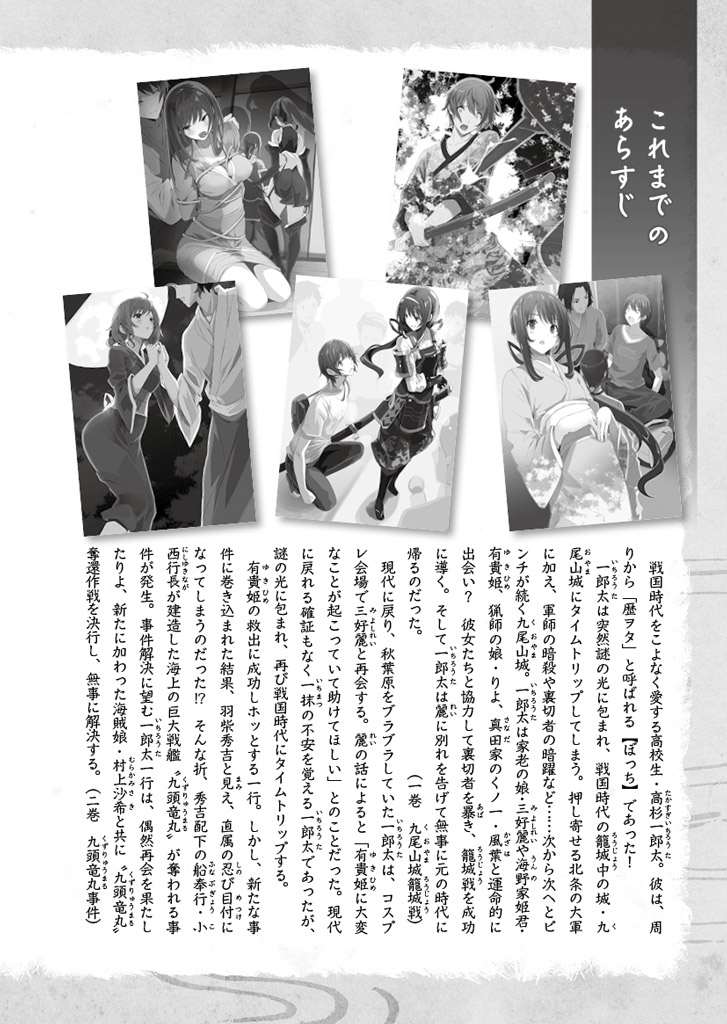 これまでの
あらすじ
戦国時代をこよなく愛する高校生・高杉一郎太。彼は、周
りから「歴ヲタ」と呼ばれる【ぼっち】であった！
一郎太は突然謎の光に包まれ、戦国時代の籠城中の城・九
尾山城にタイムトリップしてしまう。押し寄せる北条の大軍
に加え、軍師の暗殺や裏切者の暗躍など……次から次へとピ
ンチが続く九尾山城。一郎太は家老の娘・三好麗や海野家姫君・
有貴姫、猟師の娘・りよ、真田家のくノ一・風葉と運命的に
出会い？　彼女たちと協力して裏切者を暴き、籠城戦を成功
に導く。そして一郎太は麗に別れを告げて無事に元の時代に
帰るのだった。　（一巻　九尾山城籠城戦）
現代に戻り、秋葉原をブラブラしていた一郎太は、コスプ
レ会場で三好麗と再会する。麗の話によると「有貴姫に大変
なことが起こっていて助けてほしい」とのことだった。現代
に戻れる確証もなく一抹の不安を覚える一郎太であったが、
謎の光に包まれ、再び戦国時代にタイムトリップする。
有貴姫の救出に成功しホッとする一行。しかし、新たな事
件に巻き込まれた結果、羽柴秀吉と見え、直属の忍び目付に
なってしまうのだった!?　そんな折、秀吉配下の船奉行・小
西行長が建造した海上の巨大戦艦〝九頭竜丸〟が奪われる事
件が発生。事件解決に望む一郎太一行は、偶然再会を果たし
たりよ、新たに加わった海賊娘・村上沙希と共に〝九頭竜丸〟
奪還作戦を決行し、無事に解決する。（二巻　九頭竜丸事件）